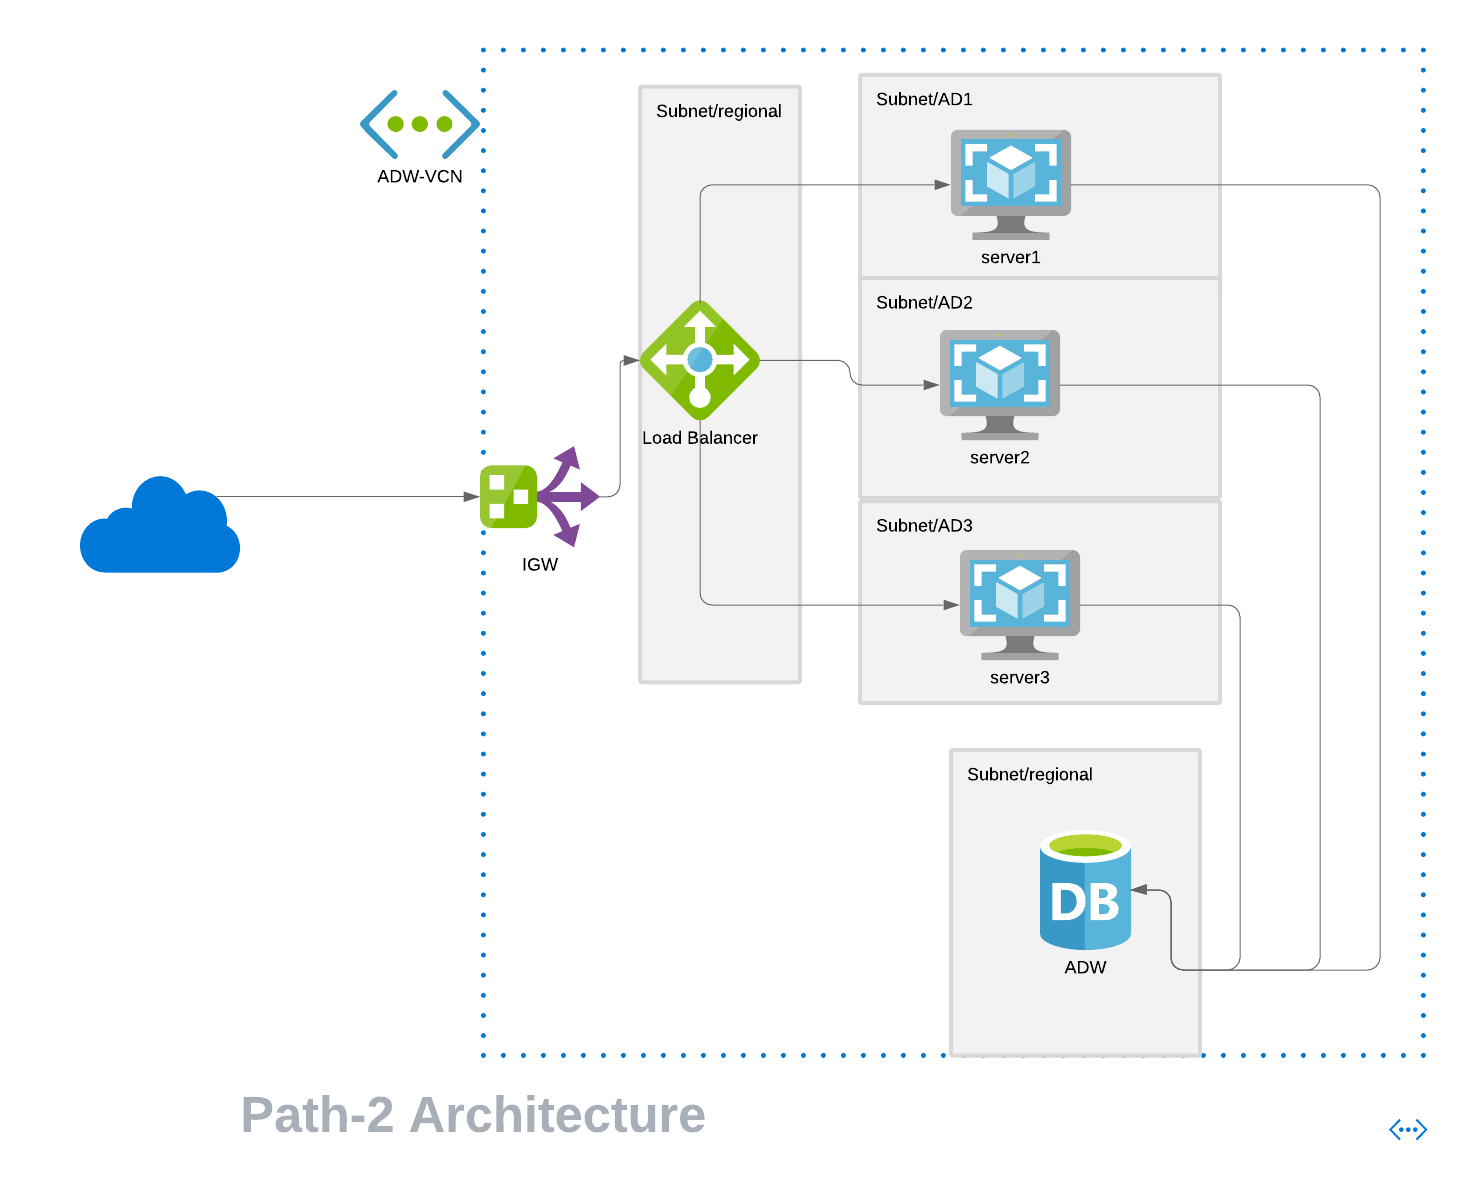 Subnet/regional
Subnet/AD1
ADW-VCN
server1
Subnet/AD2
Load Balancer
server2
IGW
Subnet/AD3
server3
Subnet/regional
DB
ADW
Path-2 Architecture